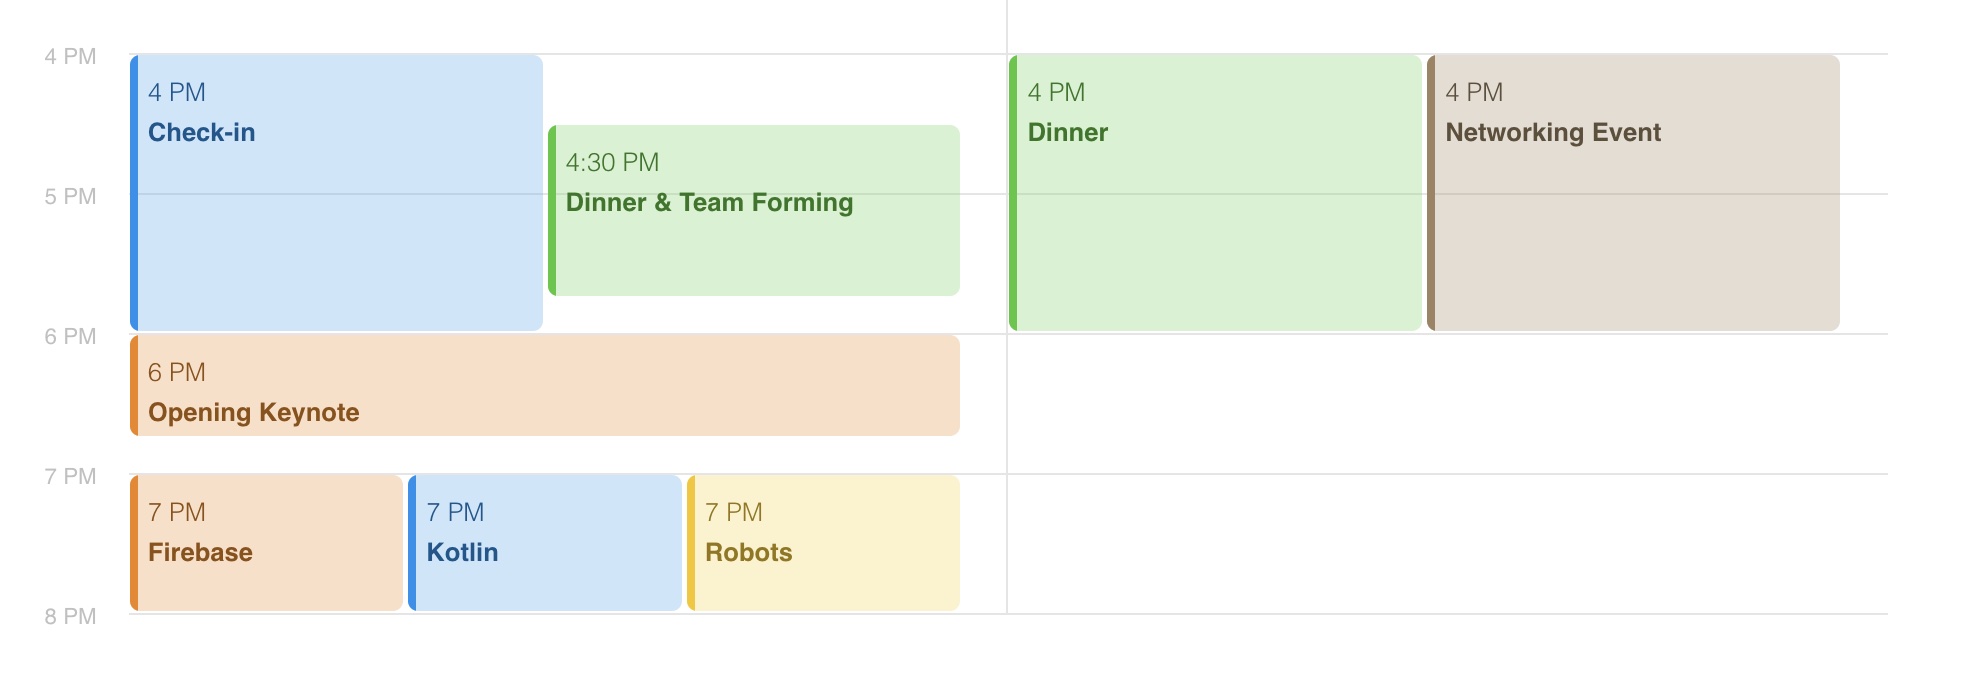 4 PM
4 PM
Check-in
4:30 PM
Dinner & Team Forming
4 PM
Dinner
4 PM
Networking Event
5 PM
6 PM
6 PM
Opening Keynote
7 PM
7 PM
Firebase
7 PM
Kotlin
7 PM
Robots
8 PM